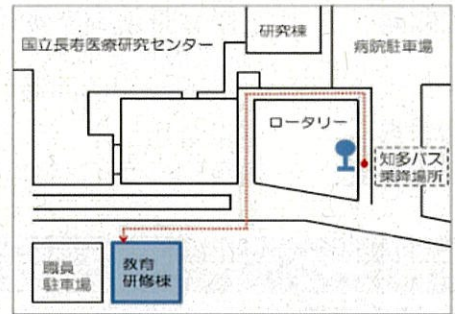 国立長寿医療研究センター
研究棟
病院駐車場
ロータリー
知多バス
乗降場所
職員
駐車場
教育
研修棟